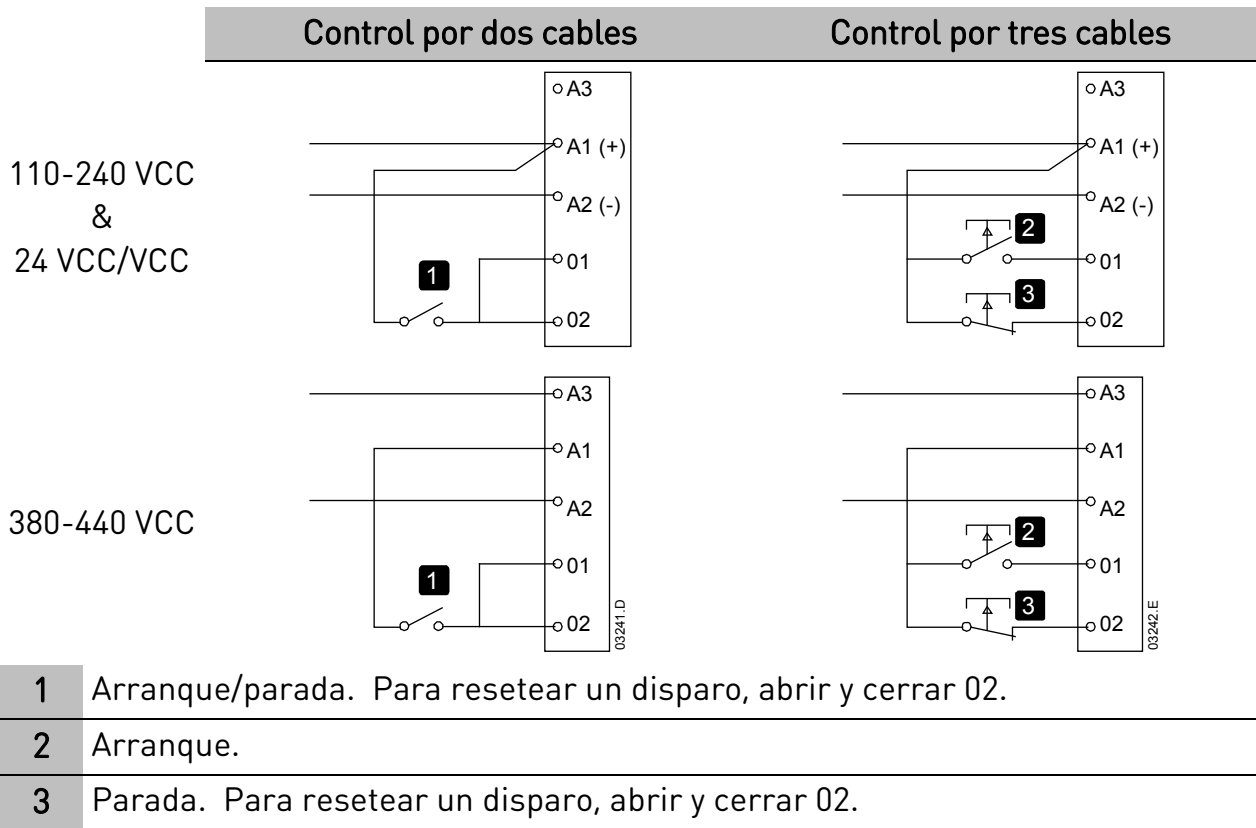 Control por dos cables
Control por tres cables
110-240 VCC
&
24 VCC/VCC
A3
A1 (+)
A2 (-)
01
02
1
A3
A1 (+)
A2 (-)
01
02
2
3
380-440 VCC
A3
A1
A2
01
02
1
03241.D
A3
A1
A2
01
02
2
3
03242.E
1 Arranque/parada. Para resetear un disparo, abrir y cerrar 02.
2 Arranque.
3 Parada. Para resetear un disparo, abrir y cerrar 02.